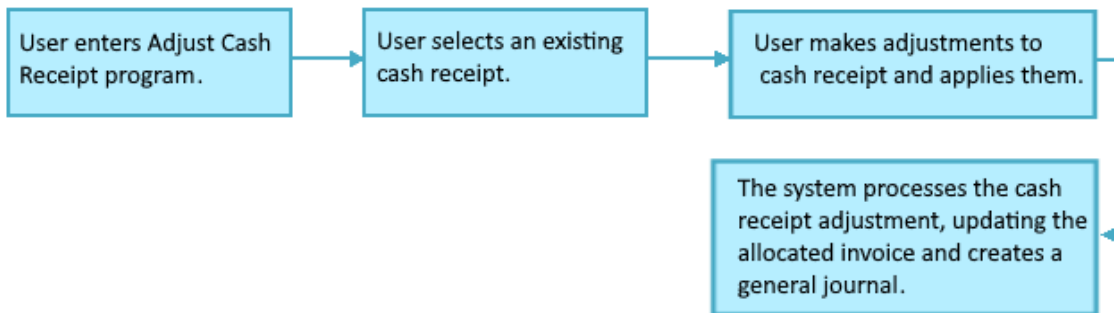 User enters Adjust Cash
Receipt program.
User selects an existing
cash receipt.
User makes adjustments to
cash receipt and applies them.
The system processes the cash
receipt adjustment, updating the
allocated invoice and creates a
general journal.